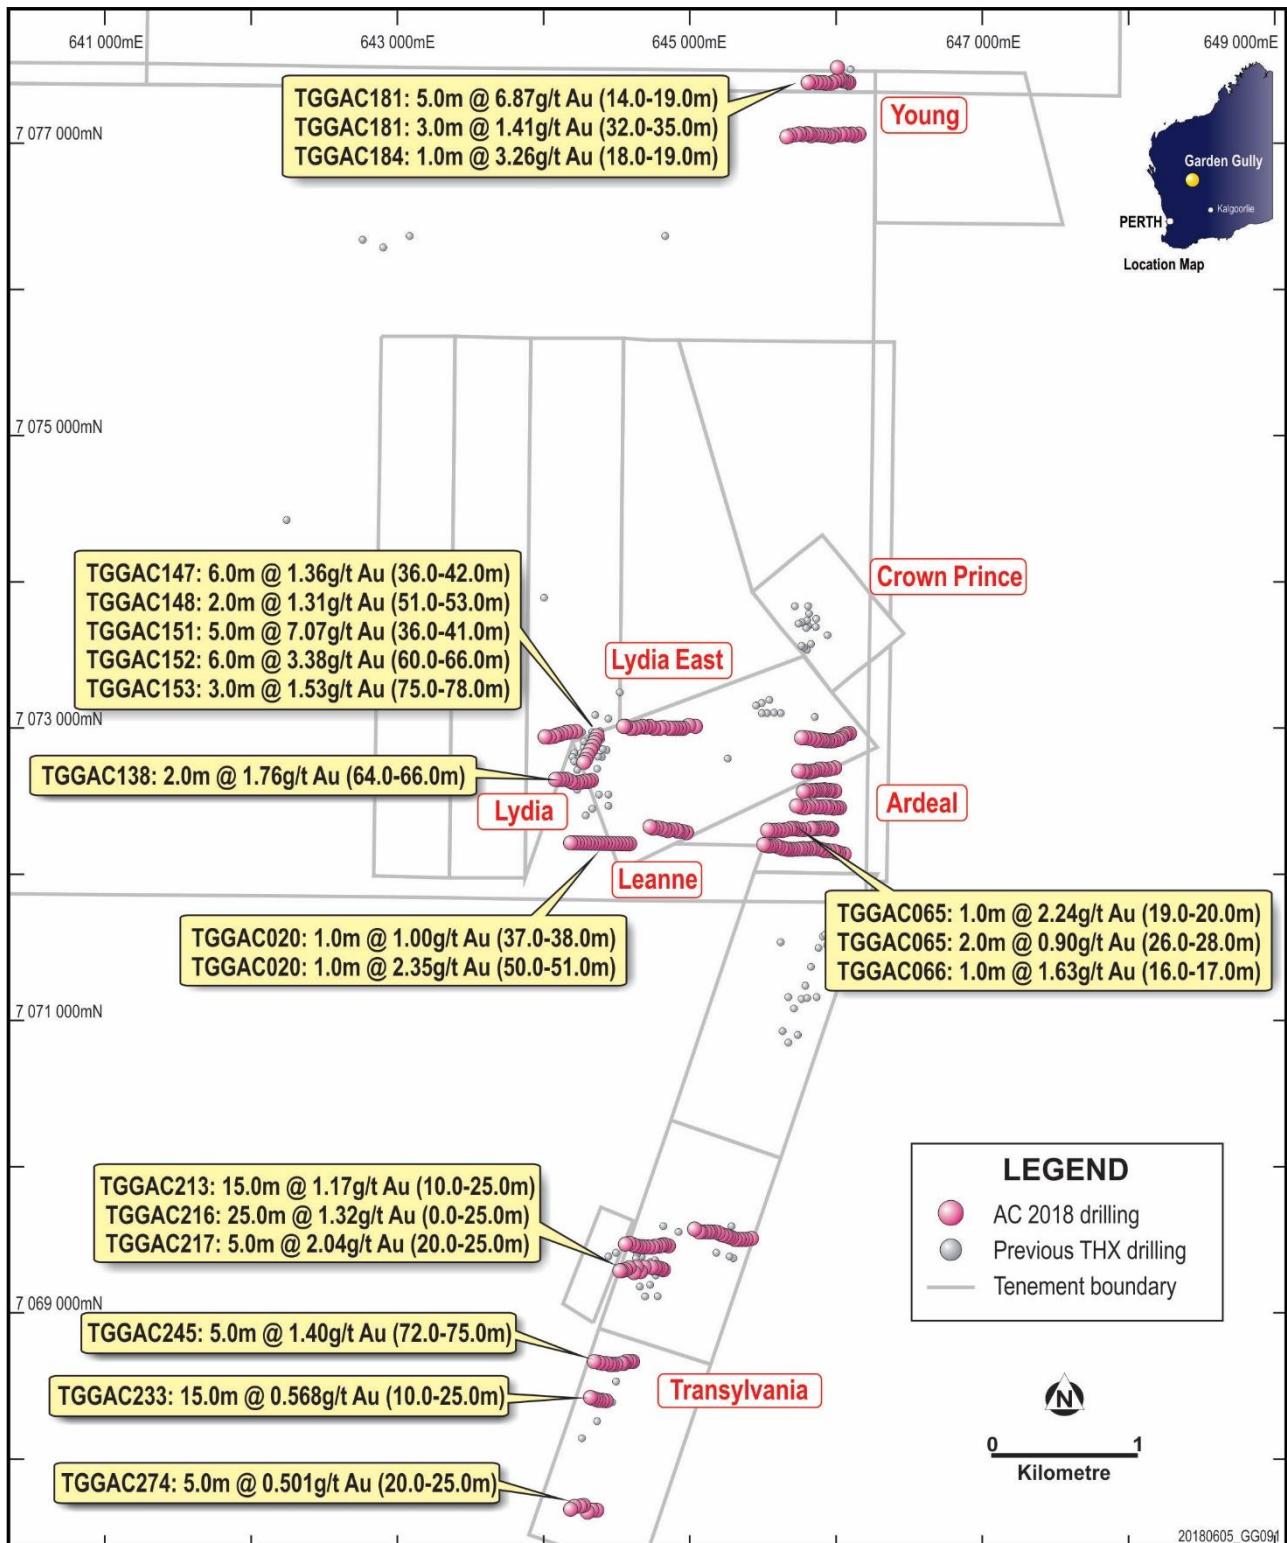 641 000mE
643 000mE
645 000mE
647 000mE
649 000mE
TGGAC181: 5.0m @ 6.87g/t Au (14.0-19.0m)
TGGAC181: 3.0m @ 1.41g/t Au (32.0-35.0m)
TGGAC184: 1.0m @ 3.26g/t Au (18.0-19.0m)
Young
7 077 000mN
Garden Gully
Kalgoorlie
PERTH
Location Map
7 075 000mN
TGGAC147: 6.0m @ 1.36g/t Au (36.0-42.0m)
TGGAC148: 2.0m @ 1.31g/t Au (51.0-53.0m)
TGGAC151: 5.0m @ 7.07g/t Au (36.0-41.0m)
TGGAC152: 6.0m @ 3.38g/t Au (60.0-66.0m)
TGGAC153: 3.0m @ 1.53g/t Au (75.0-78.0m)
Crown Prince
Lydia East
7 073 000mN
TGGAC138: 2.0m @ 1.76g/t Au (64.0-66.0m)
Lydia
Ardeal
Leanne
TGGAC020: 1.0m @ 1.00g/t Au (37.0-38.0m)
TGGAC020: 1.0m @ 2.35g/t Au (50.0-51.0m)
TGGAC065: 1.0m @ 2.24g/t Au (19.0-20.0m)
TGGAC065: 2.0m @ 0.90g/t Au (26.0-28.0m)
TGGAC066: 1.0m @ 1.63g/t Au (16.0-17.0m)
7 071 000mN
TGGAC213: 15.0m @ 1.17g/t Au (10.0-25.0m)
TGGAC216: 25.0m @ 1.32g/t Au (0.0-25.0m)
TGGAC217: 5.0m @ 2.04g/t Au (20.0-25.0m)
LEGEND
AC 2018 drilling
Previous THX drilling
Tenement boundary
7 069 000mN
TGGAC245: 5.0m @ 1.40g/t Au (72.0-75.0m)
TGGAC233: 15.0m @ 0.568g/t Au (10.0-25.0m)
Transylvania
N
0 1
Kilometre
TGGAC274: 5.0m @ 0.501g/t Au (20.0-25.0m)